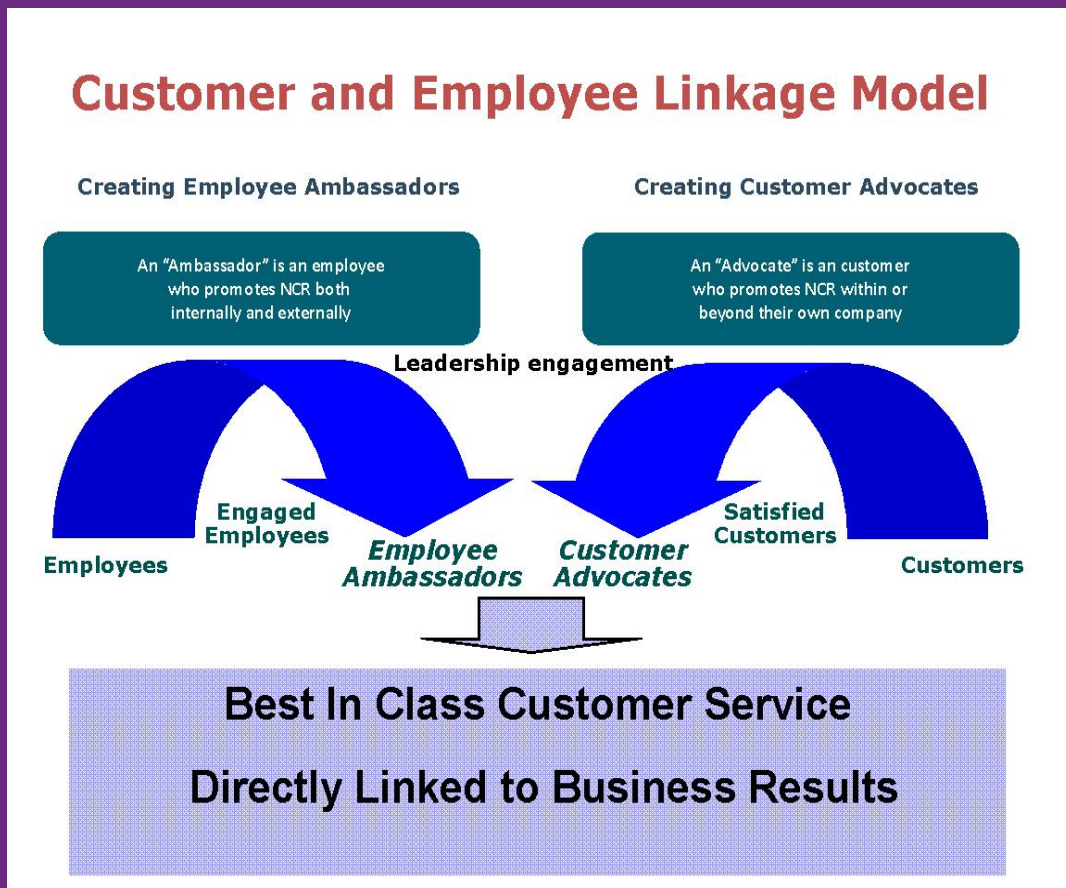 Customer and Employee Linkage Model
Creating Employee Ambassadors
Creating Customer Advocates
An “Ambassador” is an employee
who promotes NCR both
internally and externally
An “Advocate” is an customer
who promotes NCR within or
beyond their own company
Leadership engagement
Employees
Engaged
Employees
Employee
Ambassadors
Customer
Advocates
Satisfied
Customers
Customers
Best In Class Customer Service
Directly Linked to Business Results